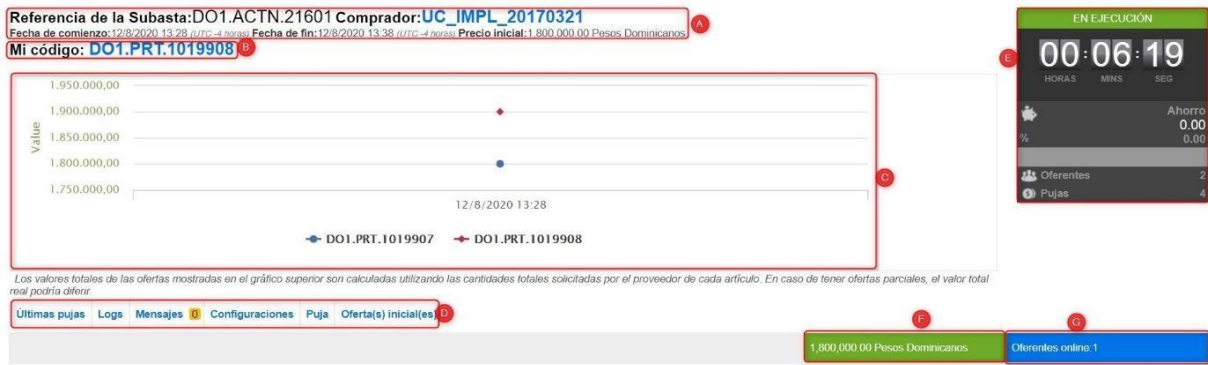 Referencia de la Subasta:DO1.ACTN.21601 Comprador:UC_IMPL_20170321
Fecha de comienzo:12/8/2020 13:28 (UTC -4 horas) Fecha de fin:12/8/2020 13:38 (UTC -4 horas) Precio inicial:1,800,000.00 Pesos Dominicanos
A
Mi código: DO1.PRT.1019908
B
EN EJECUCIÓN
00:06:19
HORAS MINS SEG
E
Ahorro
0.00
% 0.00
Oferentes 2
Pujas 4
1.950.000,00
1.900.000,00
1.850.000,00
1.800.000,00
1.750.000,00
Value
12/8/2020 13:28
DO1.PRT.1019907 DO1.PRT.1019908
C
Los valores totales de las ofertas mostradas en el gráfico superior son calculadas utilizando las cantidades totales solicitadas por el proveedor de cada artículo. En caso de tener ofertas parciales, el valor total
real podría diferir.
Últimas pujas Logs Mensajes 0 Configuraciones Puja Oferta(s) inicial(es)
D
F
G
1,800,000.00 Pesos Dominicanos
Oferentes online:1